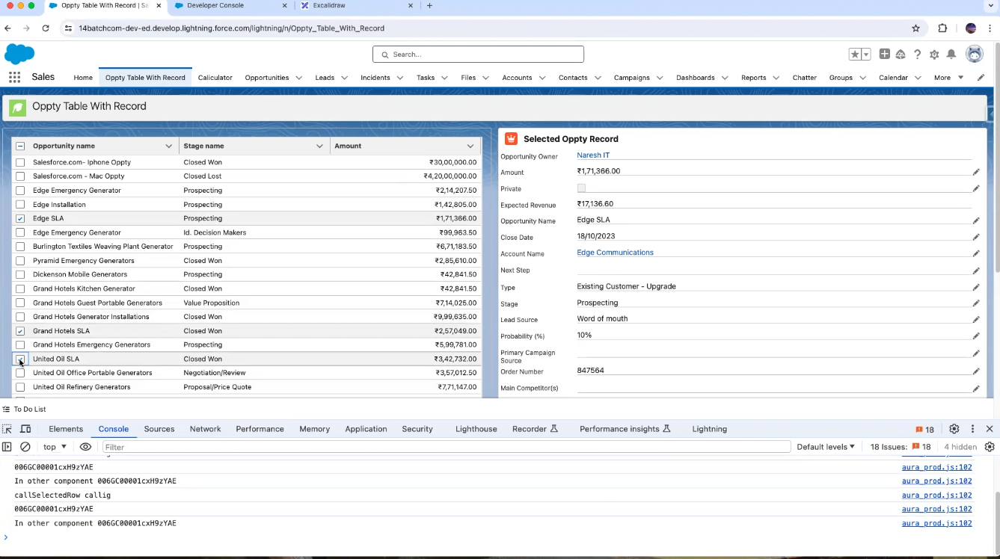 Oppty Table With Record | Sal
Developer Console
Excalidraw
14batchcom-dev-ed.develop.lightning.force.com/lightning/n/Oppty_Table_With_Record
Search...
Sales Home Oppty Table With Record Calculator Opportunities Leads Incidents Tasks Files Accounts Contacts Campaigns Dashboards Reports Chatter Groups Calendar More
Oppty Table With Record
Opportunity name Stage name Amount
Salesforce.com- Iphone Oppty Closed Won ₹30,00,000.00
Salesforce.com - Mac Oppty Closed Lost ₹4,20,00,000.00
Edge Emergency Generator Prospecting ₹2,14,207.50
Edge Installation Prospecting ₹1,42,805.00
Edge SLA Prospecting ₹1,71,366.00
Edge Emergency Generator Id. Decision Makers ₹99,963.50
Burlington Textiles Weaving Plant Generator Prospecting ₹6,71,183.50
Pyramid Emergency Generators Closed Won ₹2,85,610.00
Dickenson Mobile Generators Prospecting ₹42,841.50
Grand Hotels Kitchen Generator Closed Won ₹42,841.50
Grand Hotels Guest Portable Generators Value Proposition ₹7,14,025.00
Grand Hotels Generator Installations Closed Won ₹9,99,635.00
Grand Hotels SLA Closed Won ₹2,57,049.00
Grand Hotels Emergency Generators Prospecting ₹5,99,781.00
United Oil SLA Closed Won ₹3,42,732.00
United Oil Office Portable Generators Negotiation/Review ₹3,57,012.50
United Oil Refinery Generators Proposal/Price Quote ₹7,71,147.00
Selected Oppty Record
Opportunity Owner Naresh IT
Amount ₹1,71,366.00
Private
Expected Revenue ₹17,136.60
Opportunity Name Edge SLA
Close Date 18/10/2023
Account Name Edge Communications
Next Step
Type Existing Customer - Upgrade
Stage Prospecting
Lead Source Word of mouth
Probability (%) 10%
Primary Campaign
Source
Order Number 847564
Main Competitor(s)
To Do List
Elements Console Sources Network Performance Memory Application Security Lighthouse Recorder Performance insights Lightning 18
top Filter Default levels 18 Issues: 18 4 hidden
006GC00001cxH9zYAE aura_prod.js:102
In other component 006GC00001cxH9zYAE aura_prod.js:102
callSelectedRow callig aura_prod.js:102
006GC00001cxH9zYAE aura_prod.js:102
In other component 006GC00001cxH9zYAE aura_prod.js:102